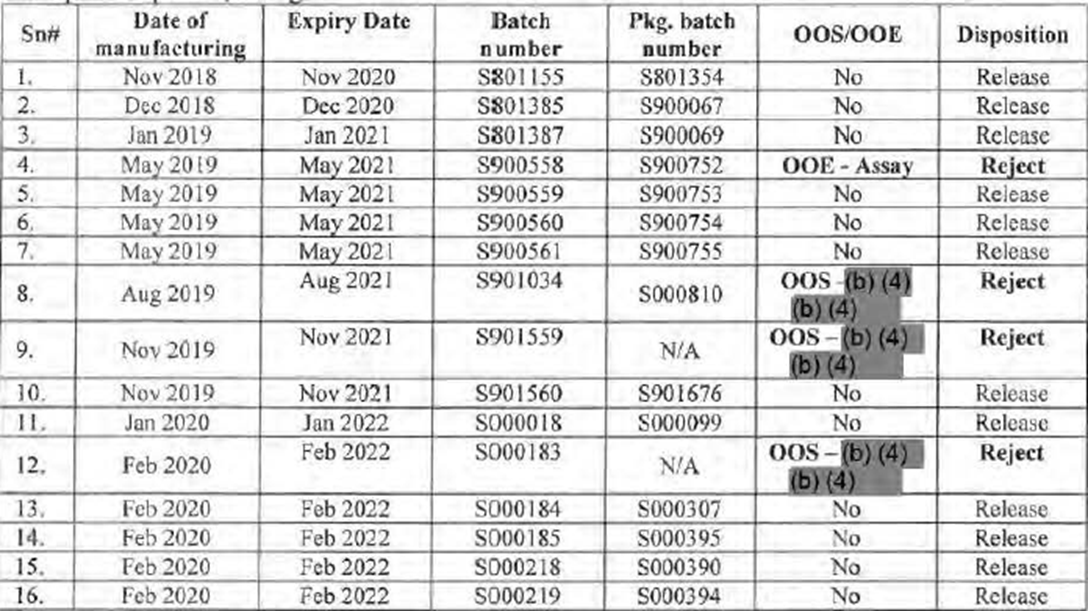 Sn# Date of manufacturing Expiry Date Batch number Pkg. batch number OOS/OOE Disposition
1. Nov 2018 Nov 2020 S801155 S801354 No Release
2. Dec 2018 Dec 2020 S801385 S900067 No Release
3. Jan 2019 Jan 2021 S801387 S900069 No Release
4. May 2019 May 2021 S900558 S900752 OOE - Assay Reject
5. May 2019 May 2021 S900559 S900753 No Release
6. May 2019 May 2021 S900560 S900754 No Release
7. May 2019 May 2021 S900561 S900755 No Release
8. Aug 2019 Aug 2021 S901034 S000810 OOS - (b) (4) (b) (4) Reject
9. Nov 2019 Nov 2021 S901559 N/A OOS – (b) (4) (b) (4) Reject
10. Nov 2019 Nov 2021 S901560 S901676 No Release
11. Jan 2020 Jan 2022 S000018 S000099 No Release
12. Feb 2020 Feb 2022 S000183 N/A OOS – (b) (4) (b) (4) Reject
13. Feb 2020 Feb 2022 S000184 S000307 No Release
14. Feb 2020 Feb 2022 S000185 S000395 No Release
15. Feb 2020 Feb 2022 S000218 S000390 No Release
16. Feb 2020 Feb 2022 S000219 S000394 No Release